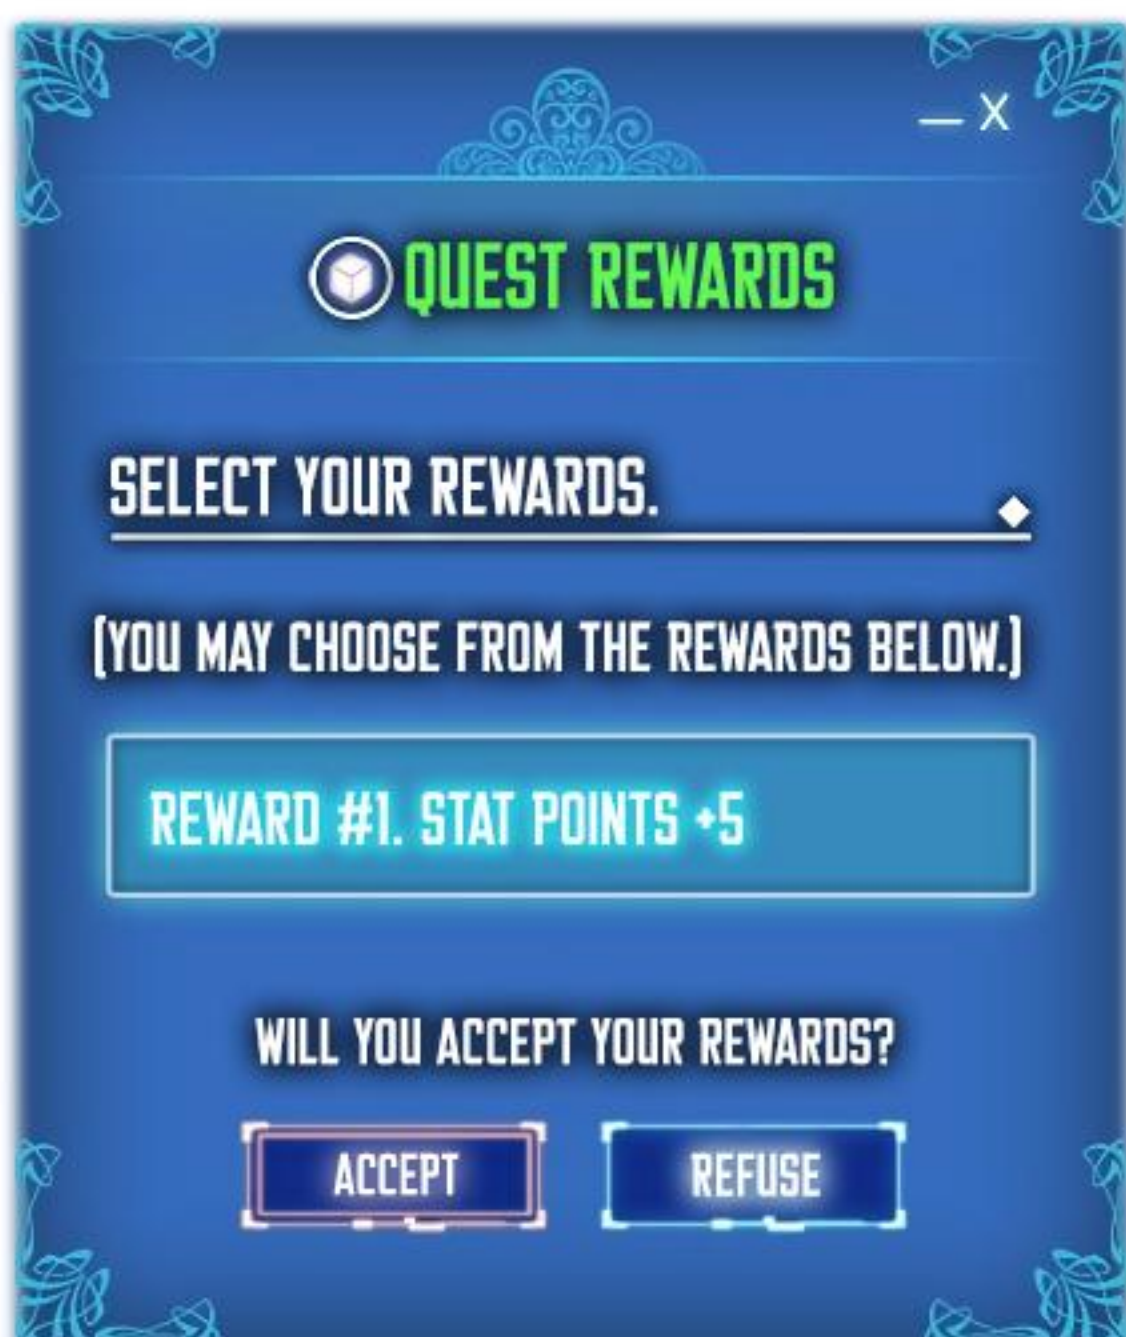 — X
QUEST REWARDS
SELECT YOUR REWARDS.
(YOU MAY CHOOSE FROM THE REWARDS BELOW.)
REWARD #1. STAT POINTS +5
WILL YOU ACCEPT YOUR REWARDS?
ACCEPT REFUSE